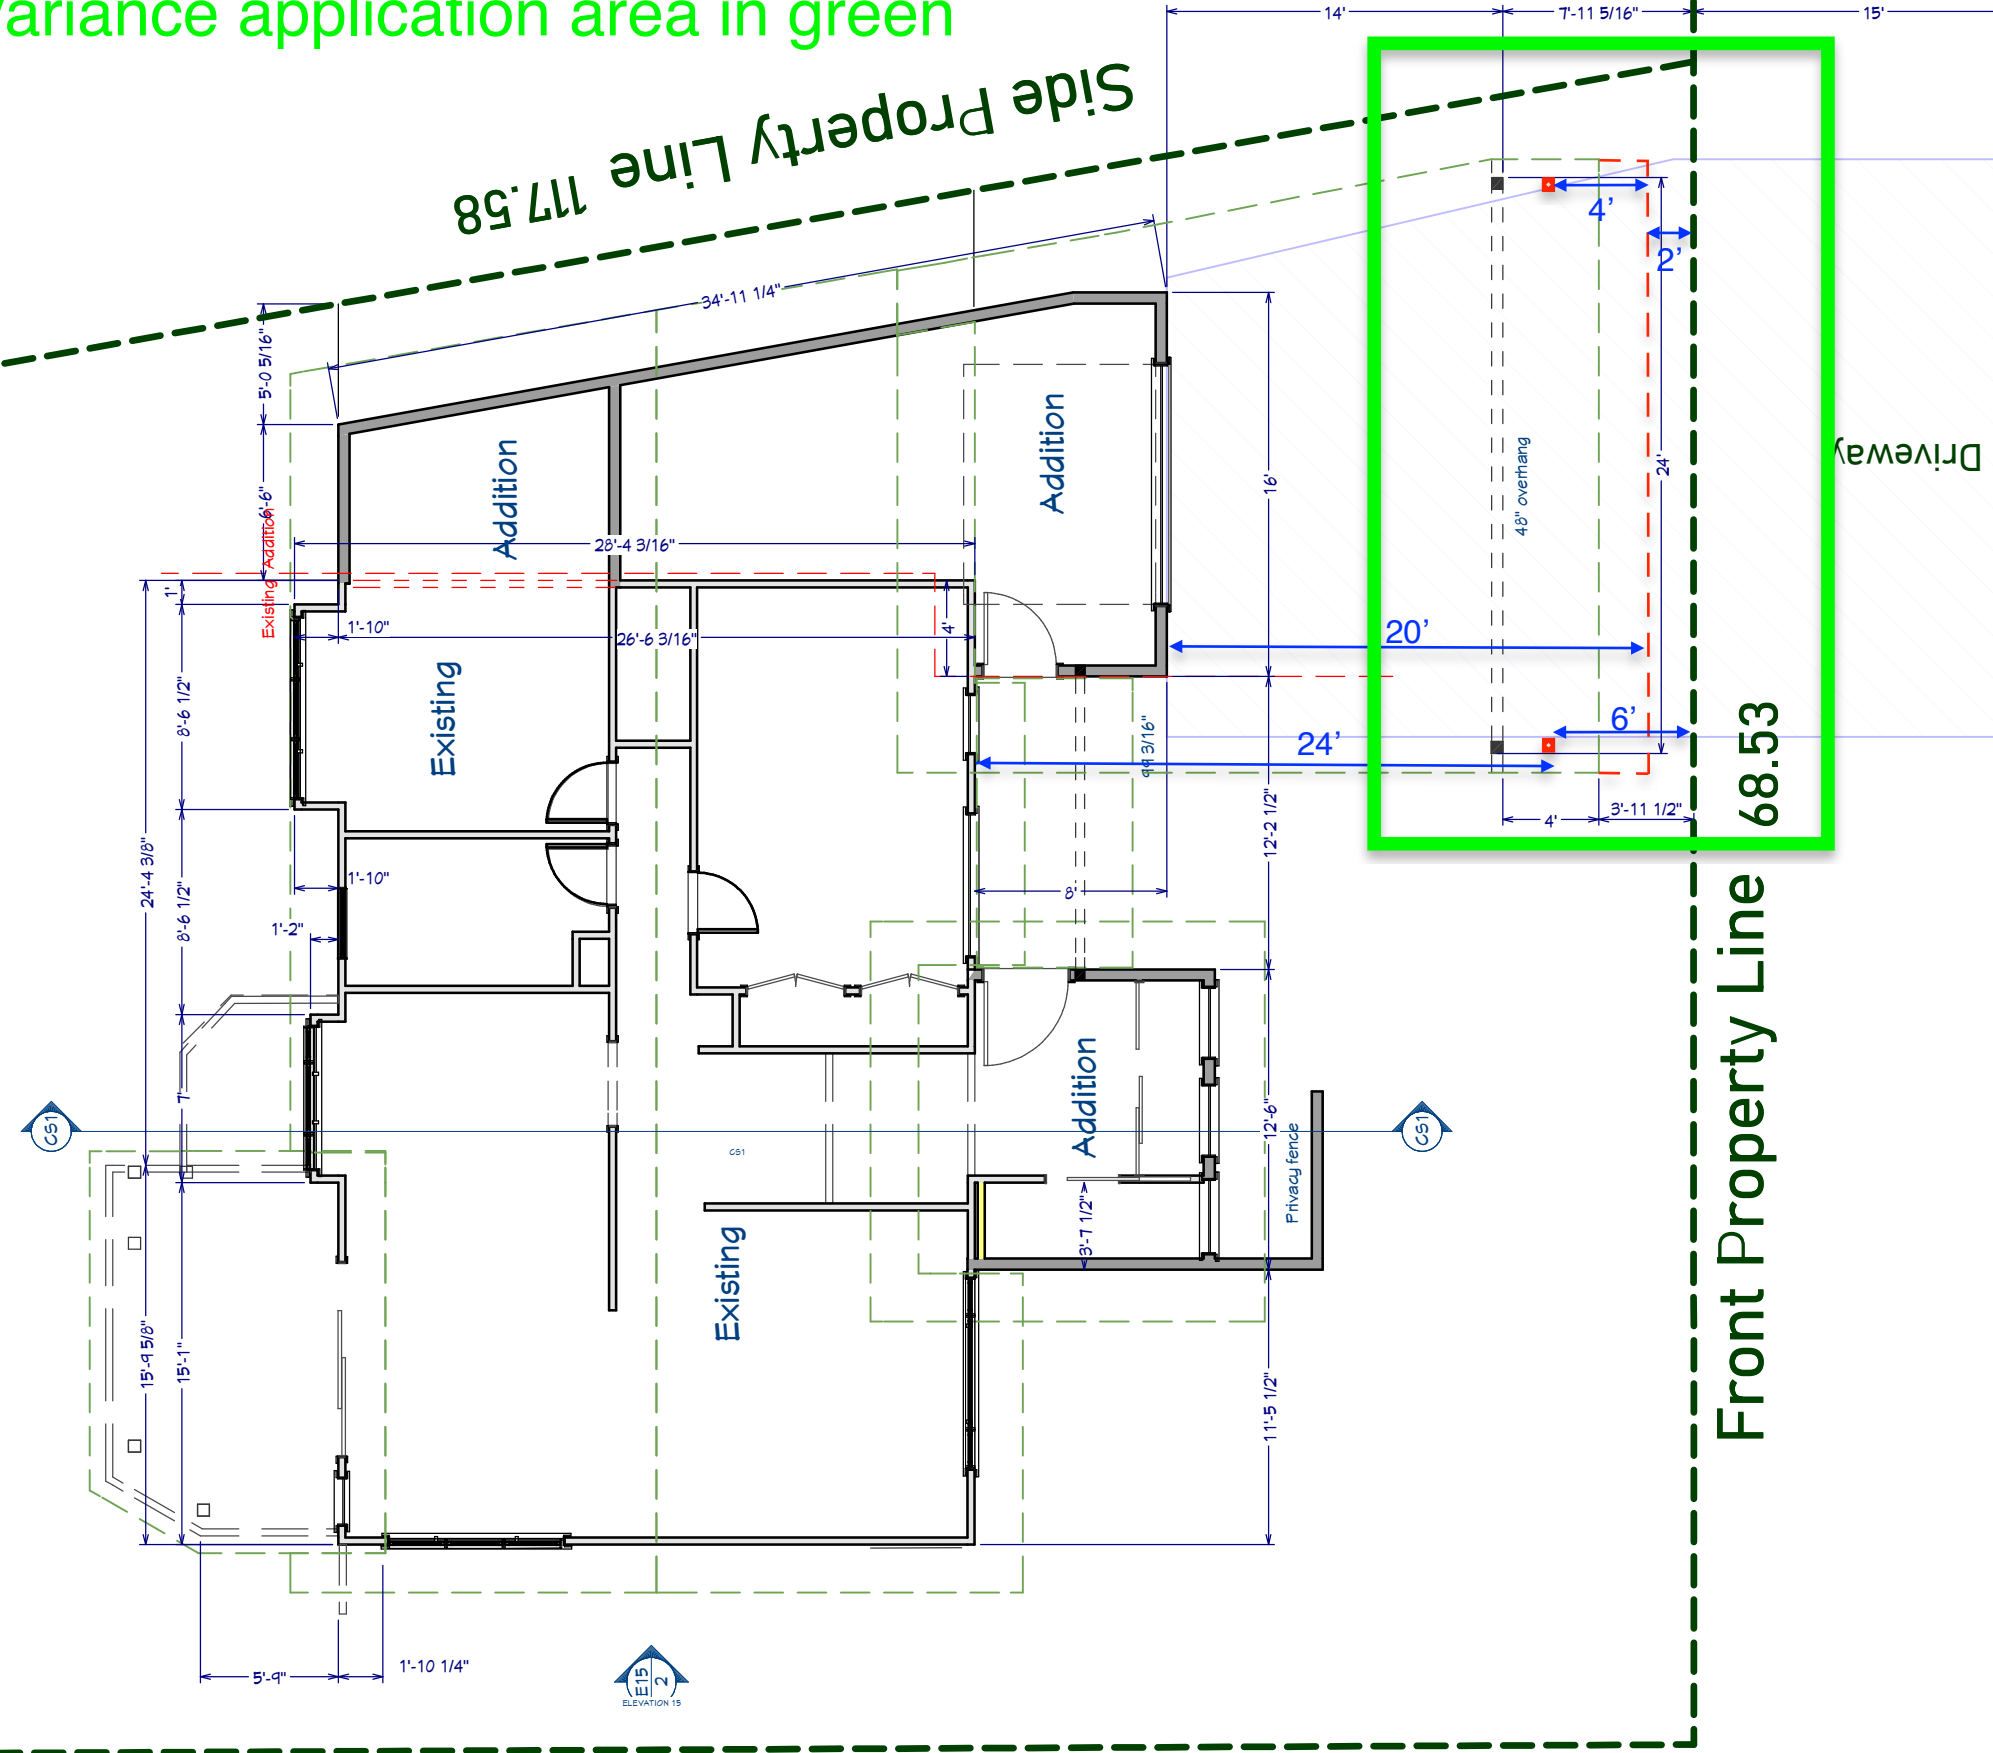 ariance application area in green
14'
7'-11 5/16"
15'
Side Property Line 117.58
4'
2'
34'-11 1/4"
5'-0 5/16"
6'-6"
Existing Addition
Addition
Addition
48" overhang
24'
16'
Driveway
28'-4 3/16"
1'
1'-10"
26'-6 3/16"
4'
20'
6'
24'
8'-6 1/2"
Existing
99 3/16"
4'
3'-11 1/2"
24'-4 3/8"
8'-6 1/2"
1'-10"
8'
12'-2 1/2"
1'-2"
7'
CS1
CS1
CS1
Addition
12'-6"
Privacy fence
3'-7 1/2"
Existing
15'-9 5/8"
15'-1"
11'-5 1/2"
Front Property Line 68.53
5'-9"
1'-10 1/4"
E15
2
ELEVATION 15